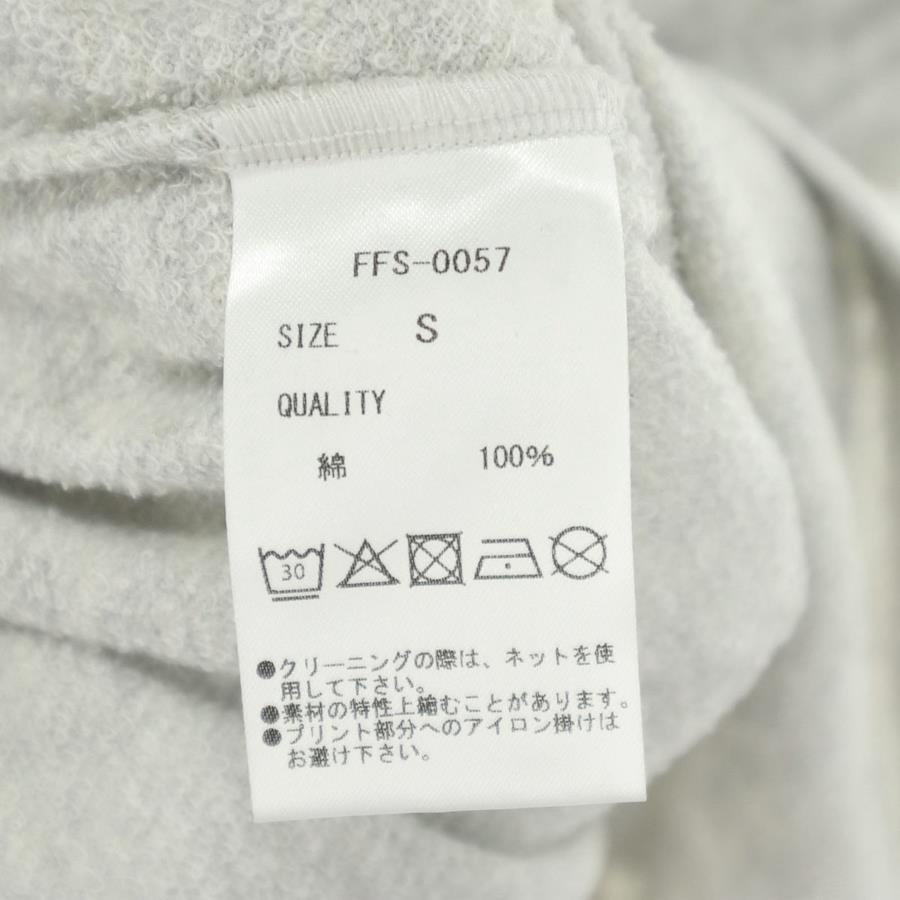 FFS-0057
SIZE S
QUALITY
綿 100%
30
●クリーニングの際は、ネットを使
用して下さい。
●素材の特性上縮むことがあります。
●プリント部分へのアイロン掛けは
お避け下さい。